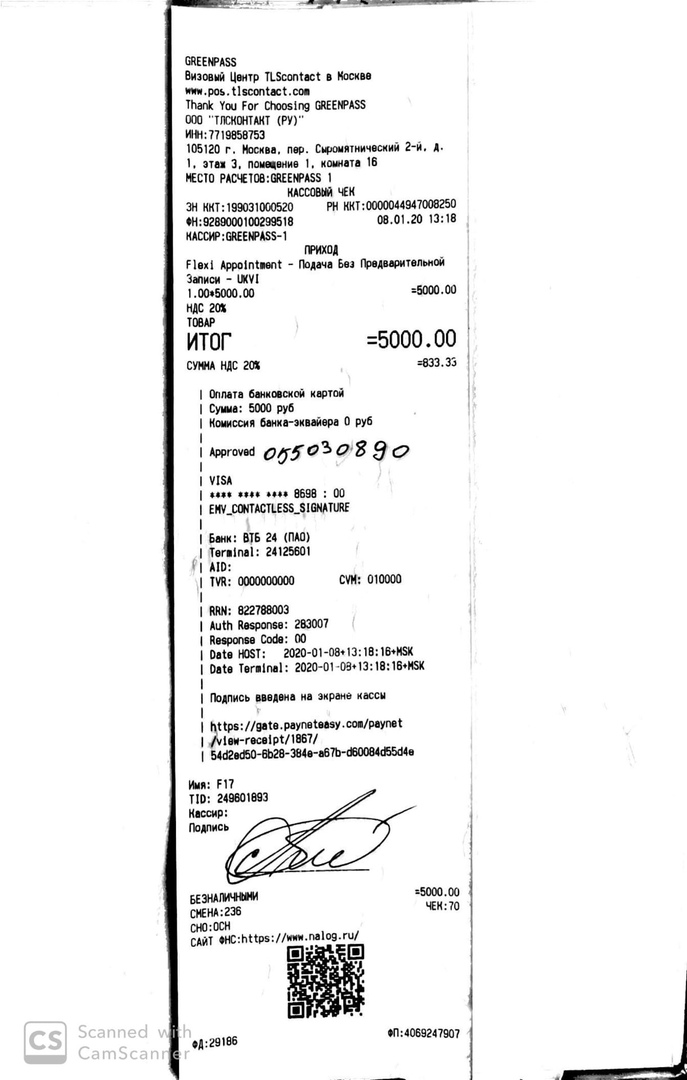 GREENPASS
Визовый Центр TLScontact в Москве
www.pos.tlscontact.com
Thank You For Choosing GREENPASS
ООО "ТЛСКОНТАКТ (РУ)"
ИНН:7719858753
105120 г. Москва, пер. Сыромятнический 2-й, д.
1, этаж 3, помещение 1, комната 16
МЕСТО РАСЧЕТОВ:GREENPASS 1
КАССОВЫЙ ЧЕК
ЗН ККТ:199031000520 РН ККТ:0000044947008250
ФН:9289000100299518 08.01.20 13:18
КАССИР:GREENPASS-1
ПРИХОД
Flexi Appointment - Подача Без Предварительной
Записи - UKVI
1.00*5000.00 =5000.00
НДС 20%
ТОВАР
ИТОГ =5000.00
СУММА НДС 20% =833.33
Оплата банковской картой
Сумма: 5000 руб
Комиссия банка-эквайера 0 руб
Approved 055030890
VISA
**** **** **** 8698 : 00
EMV_CONTACTLESS_SIGNATURE
Банк: ВТБ 24 (ПАО)
Terminal: 24125601
AID:
TVR: 0000000000 CVM: 010000
RRN: 822788003
Auth Response: 283007
Response Code: 00
Date HOST: 2020-01-08+13:18:16+MSK
Date Terminal: 2020-01-08+13:18:16+MSK
Подпись введена на экране кассы
https://gate.payneteasy.com/paynet
/view-receipt/1867/
54d2ed50-6b28-384e-a67b-d60084d55d4e
Имя: F17
TID: 249601893
Кассир:
Подпись
БЕЗНАЛИЧНЫМИ =5000.00
СМЕНА:236 ЧЕК:70
СНО:ОСН
САЙТ ФНС:https://www.nalog.ru/
ФД:29186 ФП:4069247907
CS Scanned with
CamScanner